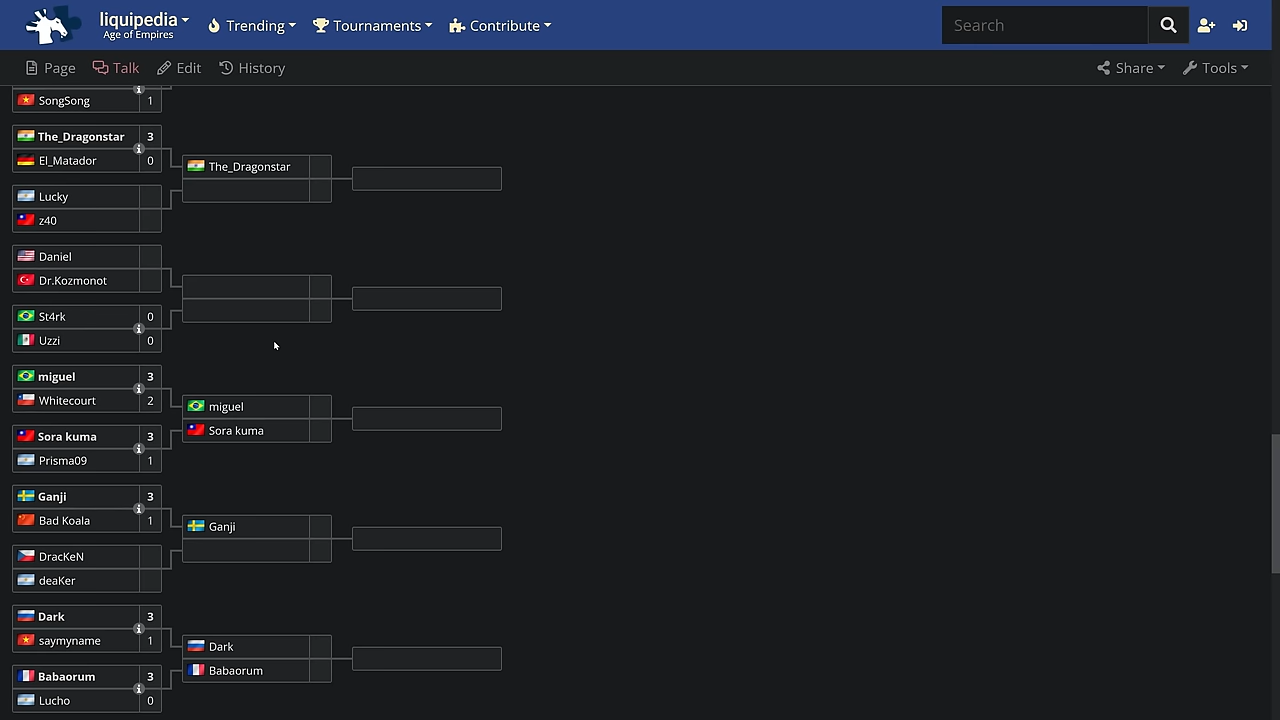 liquipedia
Age of Empires
Trending
Tournaments
Contribute
Search
Page
Talk
Edit
History
Share
Tools
SongSong 1
The_Dragonstar 3
El_Matador 0
The_Dragonstar
Lucky
z40
Daniel
Dr.Kozmonot
St4rk 0
Uzzi 0
miguel 3
Whitecourt 2
miguel
Sora kuma
Sora kuma 3
Prisma09 1
Ganji 3
Bad Koala 1
Ganji
DracKeN
deaKer
Dark 3
saymyname 1
Dark
Babaorum
Babaorum 3
Lucho 0